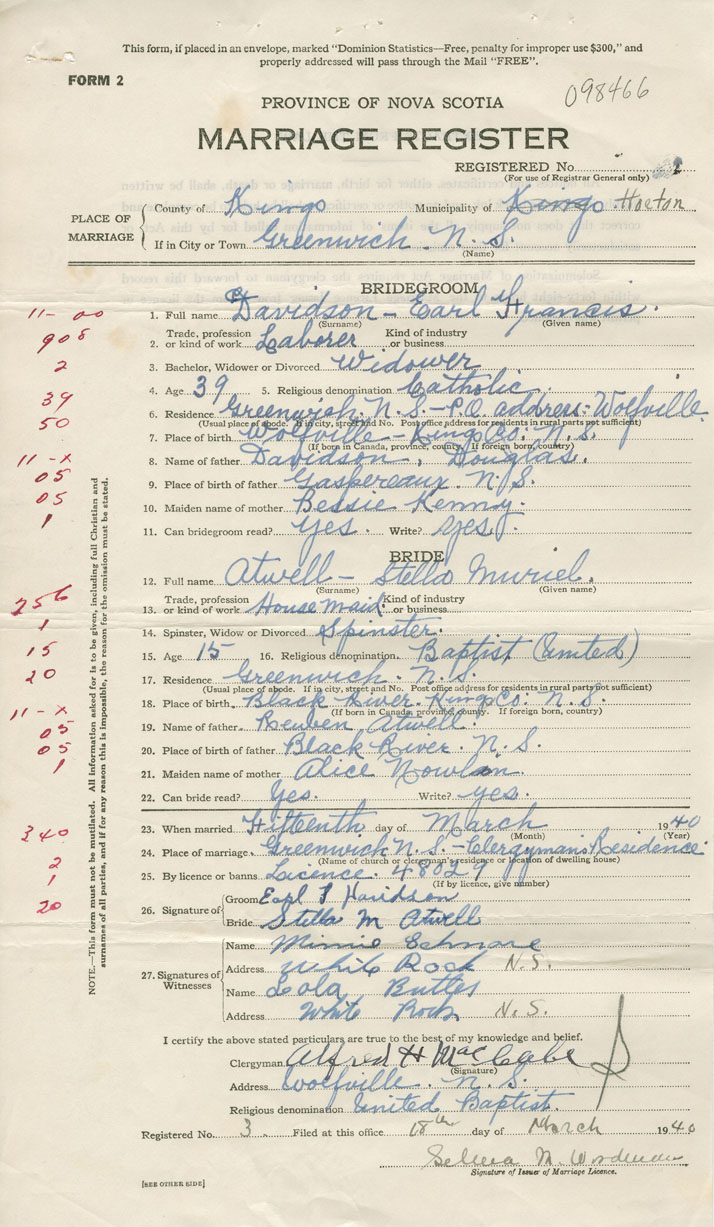 This form, if placed in an envelope, marked "Dominion Statistics—Free, penalty for improper use $300," and
properly addressed will pass through the Mail "FREE".
FORM 2
098466
PROVINCE OF NOVA SCOTIA
MARRIAGE REGISTER
REGISTERED No.
(For use of Registrar General only)
PLACE OF MARRIAGE
County of Kings Municipality of Kings Horton
If in City or Town Greenwich N.S.
(Name)
BRIDEGROOM
11-00 1. Full name Davidson - Earl Francis.
(Surname) (Given name)
908 2. Trade, profession or kind of work Laborer Kind of industry or business
2 3. Bachelor, Widower or Divorced Widower
39 4. Age 39 5. Religious denomination Catholic.
50 6. Residence Greenwich. N.S. - P.O. address: Wolfville.
(Usual place of abode. If in city, street and No. Post office address for residents in rural parts not sufficient)
7. Place of birth Wolfville - Kings Co. N.S.
(If born in Canada, province, county. If foreign born, country)
11-x 8. Name of father Davidson, Douglas.
05 9. Place of birth of father Gaspereaux N.S.
05 10. Maiden name of mother Bessie Kenny.
1 11. Can bridegroom read? Yes. Write? yes.
BRIDE
12. Full name Atwell - Stella Muriel.
(Surname) (Given name)
256 13. Trade, profession or kind of work House maid. Kind of industry or business
1 14. Spinster, Widow or Divorced Spinster.
15 15. Age 15 16. Religious denomination Baptist (United)
20 17. Residence Greenwich. N.S.
(Usual place of abode. If in city, street and No. Post office address for residents in rural parts not sufficient)
11-x 18. Place of birth Black River. Kings Co. N.S.
(If born in Canada, province, county. If foreign born, country)
05 19. Name of father Reuben Atwell.
05 20. Place of birth of father Black River. N.S.
1 21. Maiden name of mother Alice Nowlan.
22. Can bride read? Yes. Write? yes.
23. When married Fifteenth day of March 1940
(Month) (Year)
340 24. Place of marriage Greenwich N.S. - Clergyman's Residence.
(Name of church or clergyman's residence or location of dwelling house)
2 25. By licence or banns Licence. 48029
1 (If by licence, give number)
20 26. Signature of Groom Earl F Davidson
Bride Stella M Atwell
27. Signatures of Witnesses Name Minnie Schnare
Address White Rock N.S.
Name Lola Buttes
Address White Rock N.S.
NOTE.—This form must not be mutilated. All information asked for is to be given, including full Christian and
surnames of all parties, and if for any reason this is impossible, the reason for the omission must be stated.
I certify the above stated particulars are true to the best of my knowledge and belief.
Clergyman Alfred H MacCabe
(Signature)
Address Wolfville. N.S.
Religious denomination United Baptist.
Registered No. 3. Filed at this office 18th day of March 1940
Selena M. Wordman
Signature of Issuer of Marriage Licence.
[SEE OTHER SIDE]